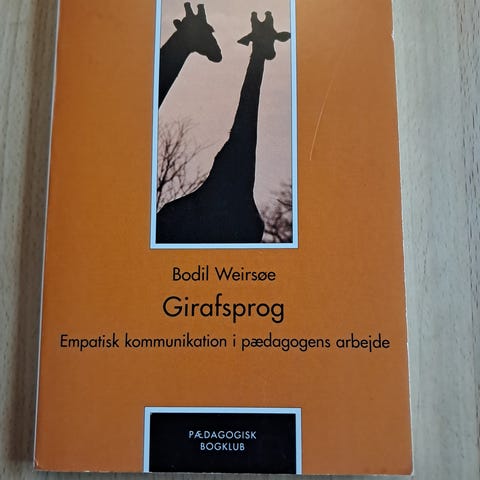 Bodil Weirsøe
Girafsprog
Empatisk kommunikation i pædagogens arbejde
PÆDAGOGISK
BOGKLUB